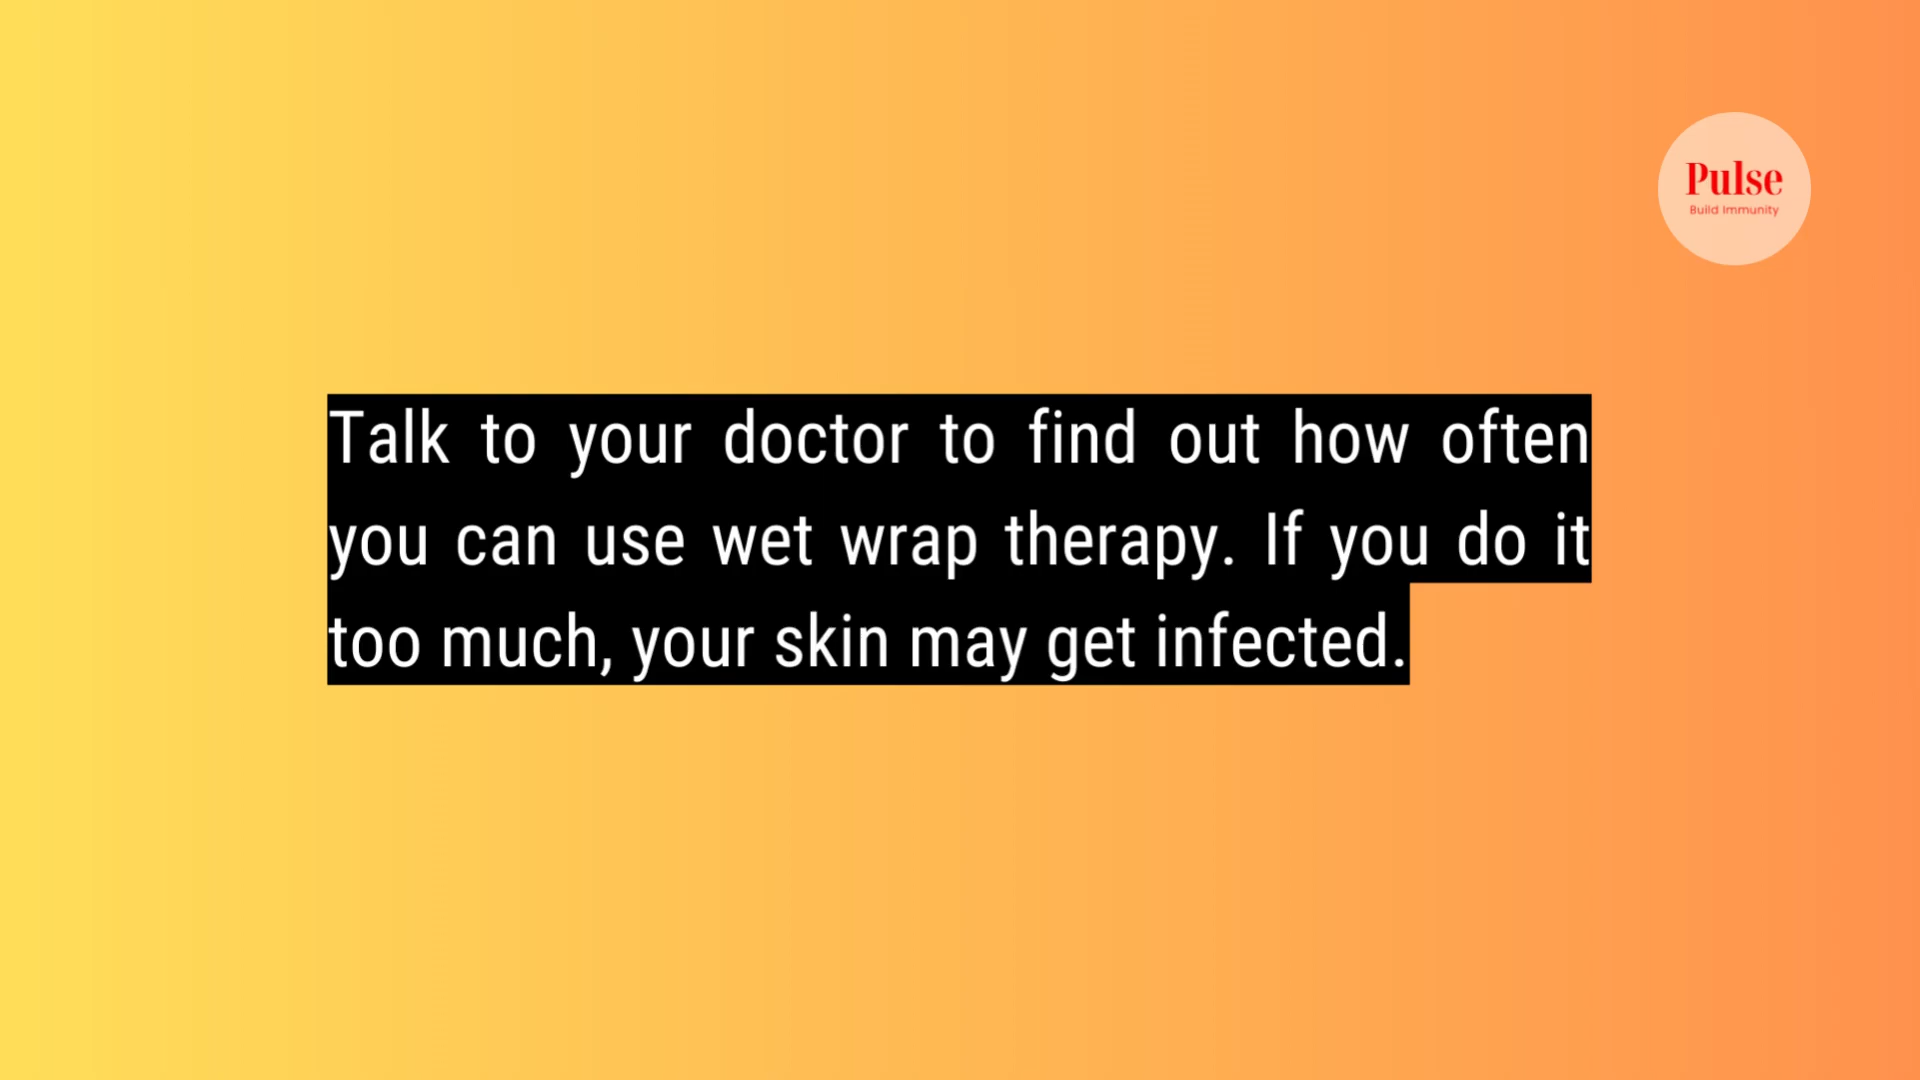 Pulse
Build Immunity
Talk to your doctor to find out how often
you can use wet wrap therapy. If you do it
too much, your skin may get infected.